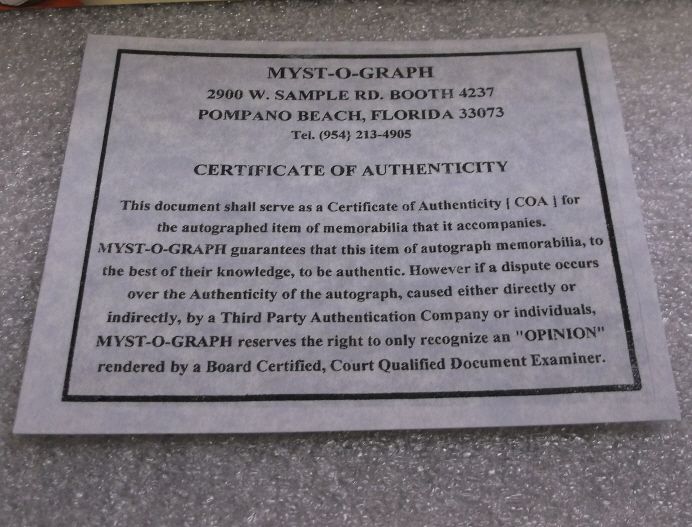 MYST-O-GRAPH
2900 W. SAMPLE RD. BOOTH 4237
POMPANO BEACH, FLORIDA 33073
Tel. (954} 213-4905
CERTIFICATE OF AUTHENTICITY
This document shall serve as a Certificate of Authenticity [ COA ] for
the autographed item of memorabilia that it accompanies.
MYST-O-GRAPH guarantees that this item of autograph memorabilia, to
the best of their knowledge, to be authentic. However if a dispute occurs
over the Authenticity of the autograph, caused either directly or
indirectly, by a Third Party Authentication Company or individuals,
MYST-O-GRAPH reserves the right to only recognize an "OPINION"
rendered by a Board Certified, Court Qualified Document Examiner.